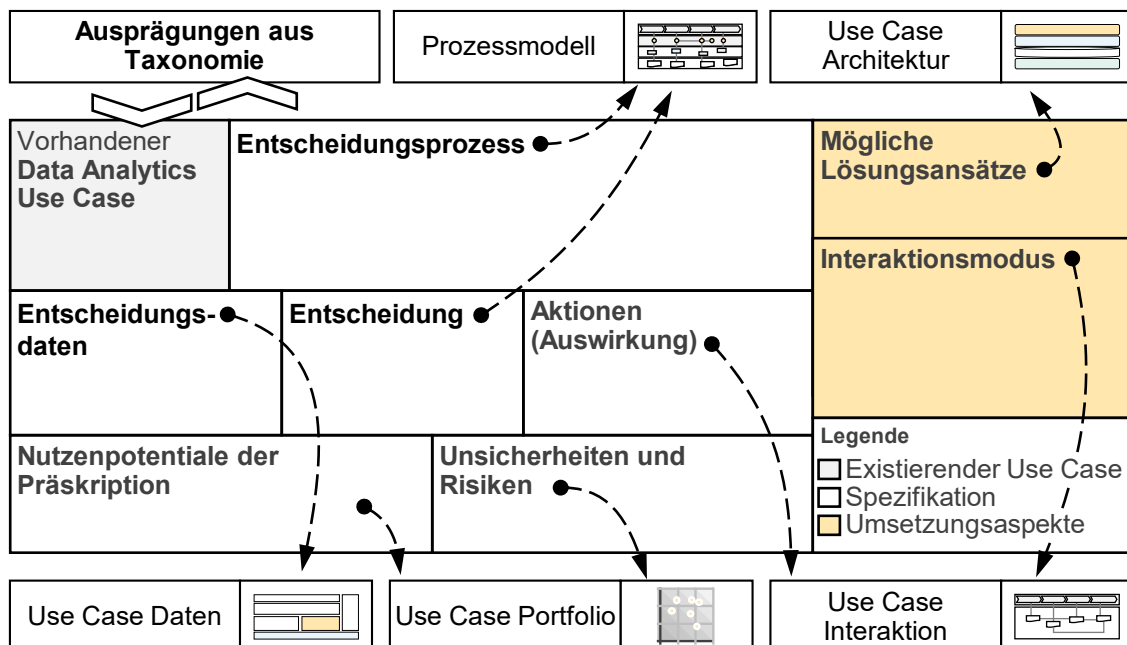 Ausprägungen aus
Taxonomie
Prozessmodell
Use Case
Architektur
Vorhandener
Data Analytics
Use Case
Entscheidungsprozess
Mögliche
Lösungsansätze
Interaktionsmodus
Entscheidungs-
daten
Entscheidung
Aktionen
(Auswirkung)
Nutzenpotentiale der
Präskription
Unsicherheiten und
Risiken
Legende
Existierender Use Case
Spezifikation
Umsetzungsaspekte
Use Case Daten
Use Case Portfolio
Use Case
Interaktion